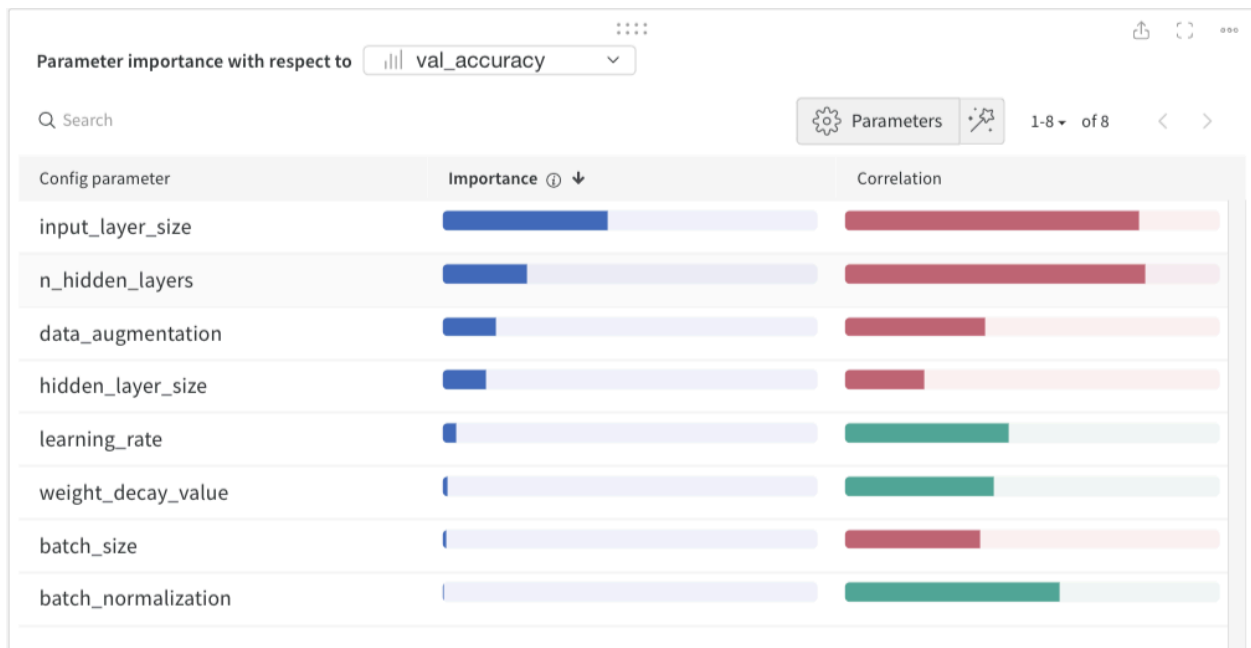 Parameter importance with respect to val_accuracy
Search Parameters 1-8 of 8
Config parameter Importance Correlation
input_layer_size
n_hidden_layers
data_augmentation
hidden_layer_size
learning_rate
weight_decay_value
batch_size
batch_normalization